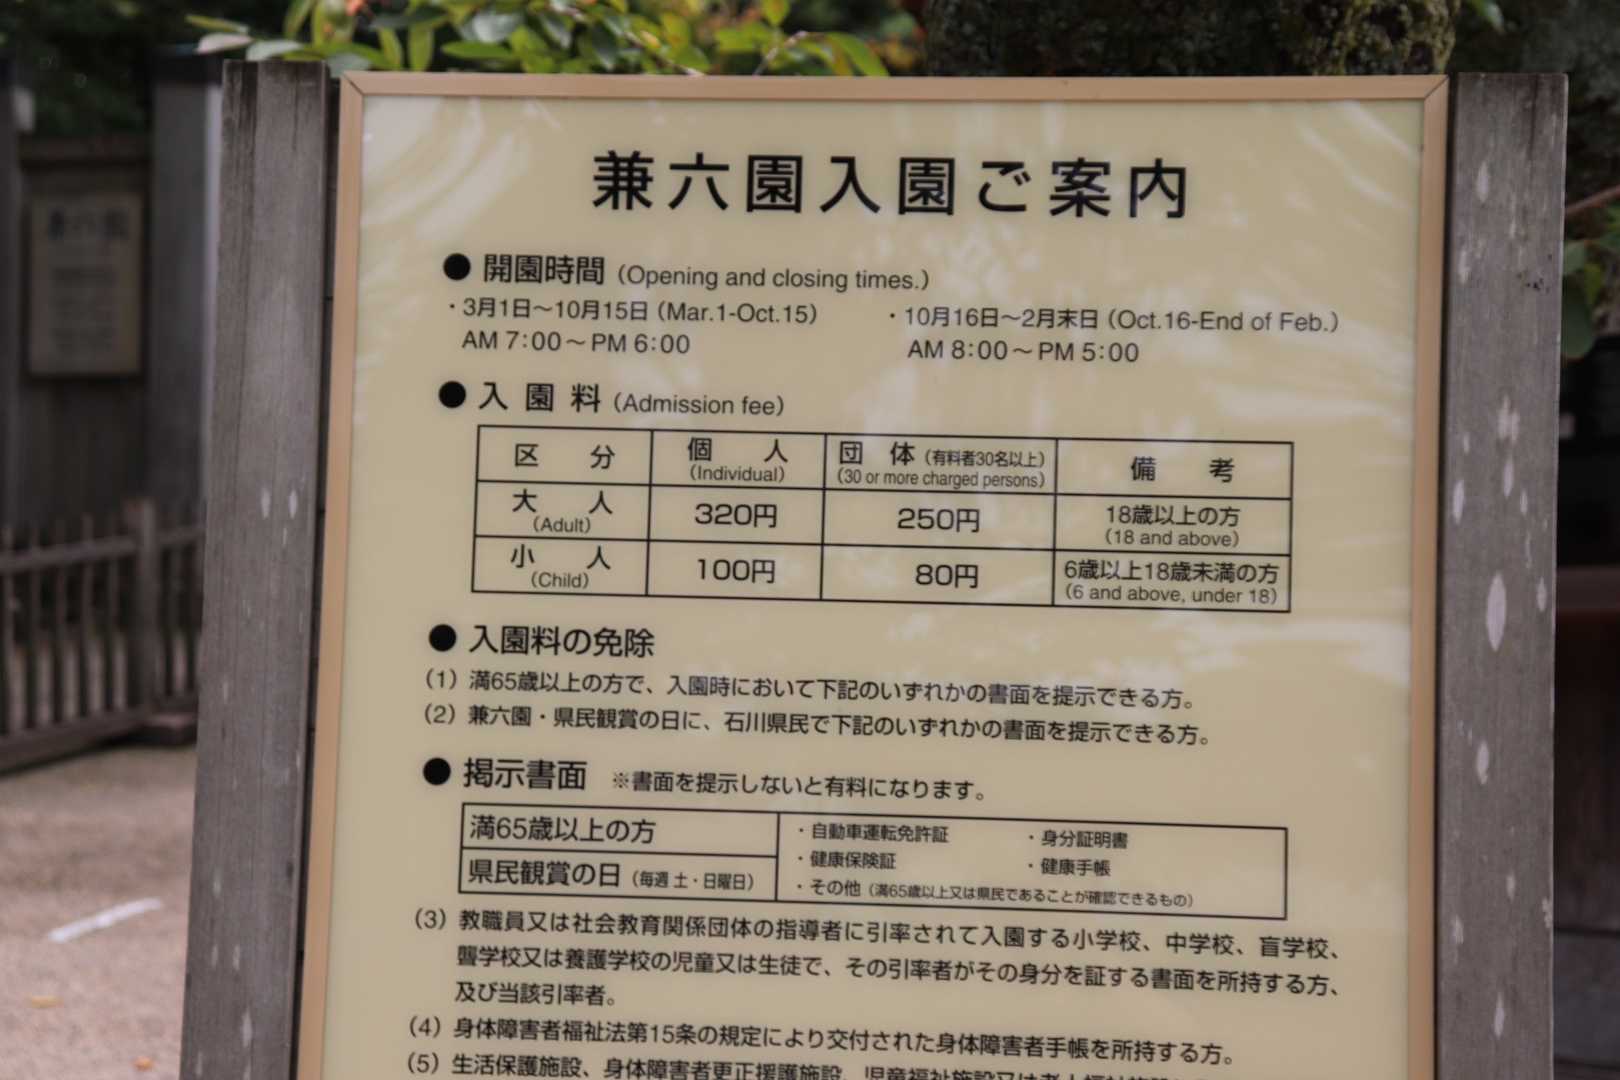 兼六園入園ご案内
● 開園時間 (Opening and closing times.)
・3月1日～10月15日 (Mar.1-Oct.15)
AM 7:00～PM 6:00
・10月16日～2月末日 (Oct.16-End of Feb.)
AM 8:00～PM 5:00
● 入園料 (Admission fee)
区分 個人 (Individual) 団体 (有料者30名以上) (30 or more charged persons) 備考
大人 (Adult) 320円 250円 18歳以上の方 (18 and above)
小人 (Child) 100円 80円 6歳以上18歳未満の方 (6 and above, under 18)
● 入園料の免除
(1) 満65歳以上の方で、入園時において下記のいずれかの書面を提示できる方。
(2) 兼六園・県民観賞の日に、石川県民で下記のいずれかの書面を提示できる方。
● 掲示書面 ※書面を提示しないと有料になります。
満65歳以上の方
県民観賞の日 (毎週 土・日曜日)
・自動車運転免許証 ・身分証明書
・健康保険証 ・健康手帳
・その他 (満65歳以上又は県民であることが確認できるもの)
(3) 教職員又は社会教育関係団体の指導者に引率されて入園する小学校、中学校、盲学校、
聾学校又は養護学校の児童又は生徒で、その引率者がその身分を証する書面を所持する方、
及び当該引率者。
(4) 身体障害者福祉法第15条の規定により交付された身体障害者手帳を所持する方。
(5) 生活保護施設、身体障害者更正援護施設、児童福祉施設又は老人福祉施設